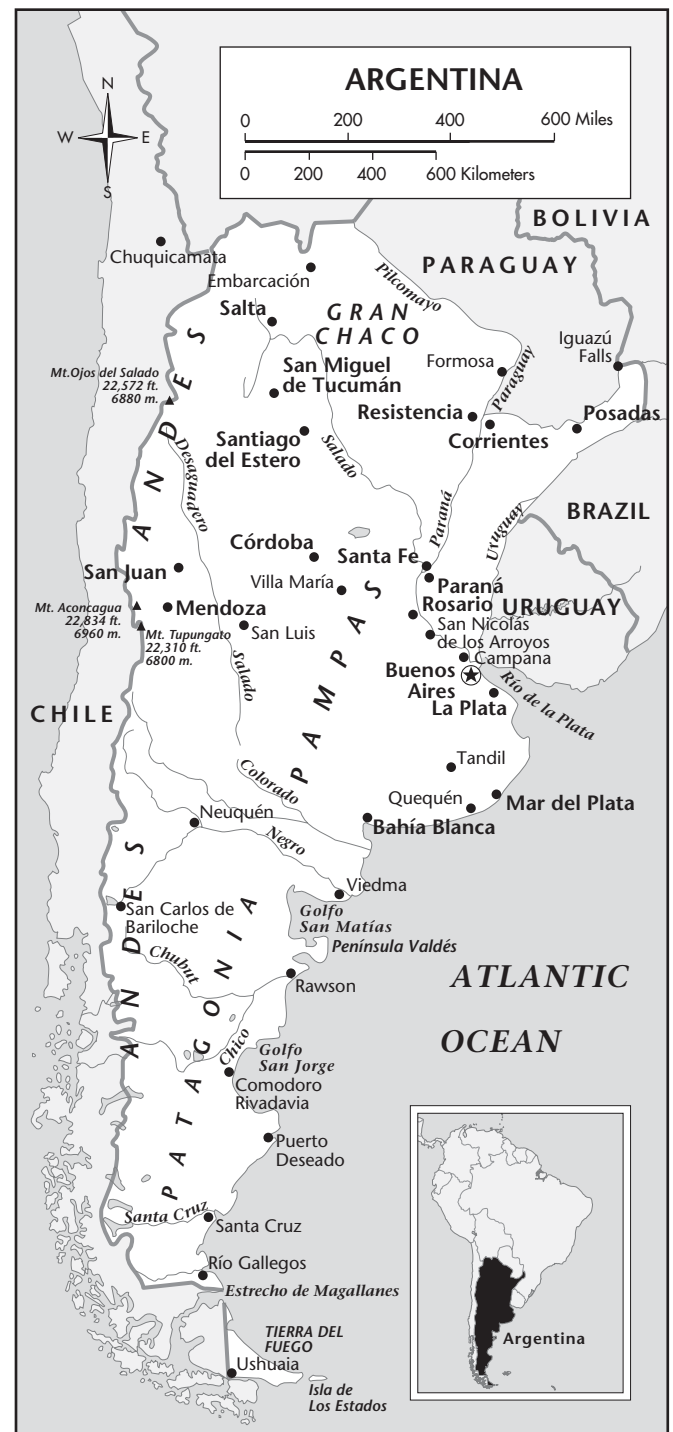 ARGENTINA
0 200 400 600 Miles
0 200 400 600 Kilometers
N
W E
S
BOLIVIA
PARAGUAY
Chuquicamata
Embarcación
Pilcomayo
Salta
GRAN
CHACO
Iguazú
Falls
Mt.Ojos del Salado
22,572 ft.
6880 m.
San Miguel
de Tucumán
Formosa
Paraguay
Resistencia
Corrientes
Posadas
Santiago
del Estero
Salado
Desaguadero
ANDES
Paraná
Uruguay
BRAZIL
Córdoba
Santa Fe
San Juan
Villa María
Paraná
Rosario
URUGUAY
Mt. Aconcagua
22,834 ft.
6960 m.
Mendoza
Mt. Tupungato
22,310 ft.
6800 m.
San Luis
San Nicolás
de los Arroyos
Campana
Salado
PAMPAS
Buenos
Aires
Río de la Plata
La Plata
CHILE
Tandil
Colorado
Quequén
Mar del Plata
Neuquén
Bahía Blanca
Negro
Viedma
San Carlos de
Bariloche
Golfo
San Matías
Península Valdés
Chubut
ANDES
PATAGONIA
Rawson
ATLANTIC
OCEAN
Chico
Golfo
San Jorge
Comodoro
Rivadavia
Puerto
Deseado
Santa Cruz
Santa Cruz
Río Gallegos
Estrecho de Magallanes
TIERRA DEL
FUEGO
Ushuaia
Isla de
Los Estados
Argentina